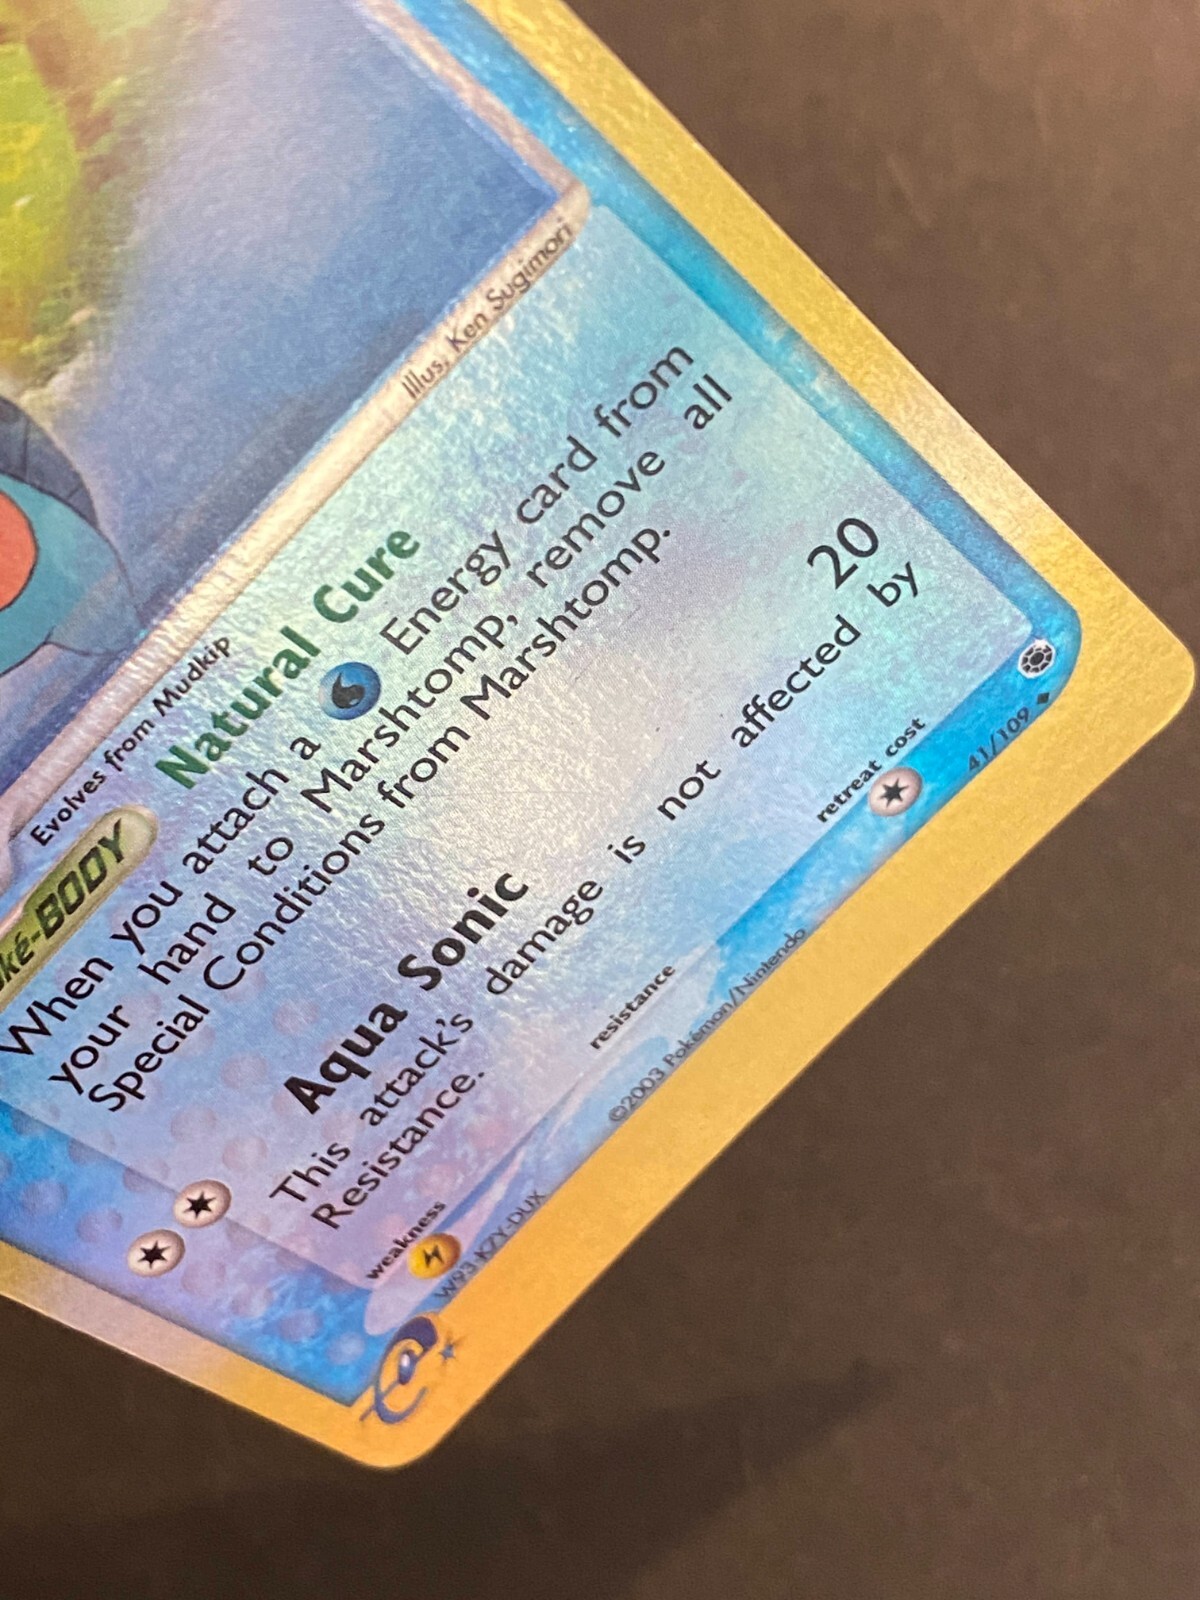 Illus. Ken Sugimori
Evolves from Mudkip
Poké-BODY
Natural Cure
When you attach a Energy card from
your hand to Marshtomp, remove all
Special Conditions from Marshtomp.
Aqua Sonic 20
This attack's damage is not affected by
Resistance.
weakness resistance retreat cost
W93 KZY-DUX ©2003 Pokémon/Nintendo 41/109